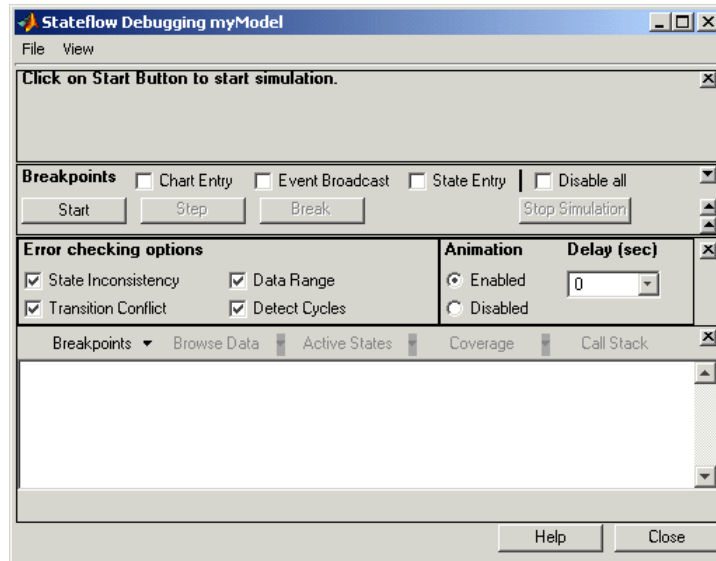 Stateflow Debugging myModel
File View
Click on Start Button to start simulation.
Breakpoints Chart Entry Event Broadcast State Entry Disable all
Start Step Break Stop Simulation
Error checking options Animation Delay (sec)
State Inconsistency Data Range Enabled 0
Transition Conflict Detect Cycles Disabled
Breakpoints Browse Data Active States Coverage Call Stack
Help Close